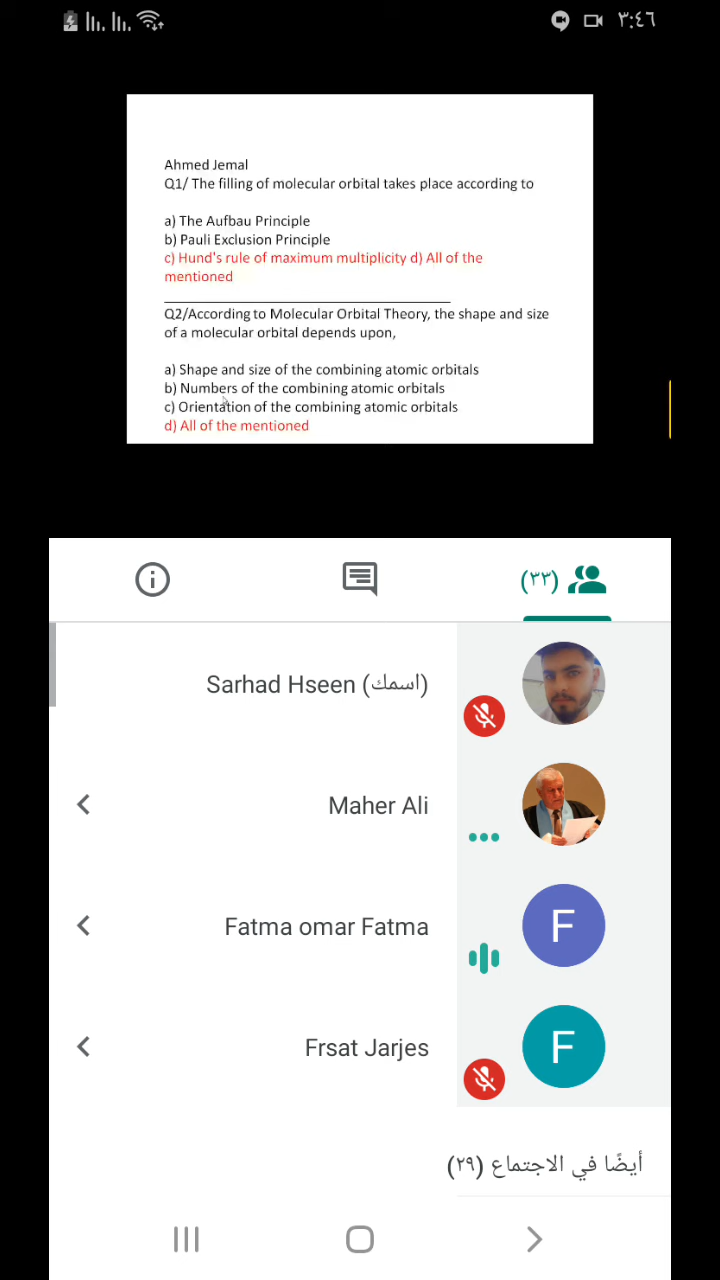 ٣:٤٦
Ahmed Jemal
Q1/ The filling of molecular orbital takes place according to
a) The Aufbau Principle
b) Pauli Exclusion Principle
c) Hund's rule of maximum multiplicity d) All of the
mentioned
Q2/According to Molecular Orbital Theory, the shape and size
of a molecular orbital depends upon,
a) Shape and size of the combining atomic orbitals
b) Numbers of the combining atomic orbitals
c) Orientation of the combining atomic orbitals
d) All of the mentioned
(٣٣)
Sarhad Hseen (اسمك)
Maher Ali
Fatma omar Fatma
F
Frsat Jarjes
F
أيضًا في الاجتماع (٢٩)